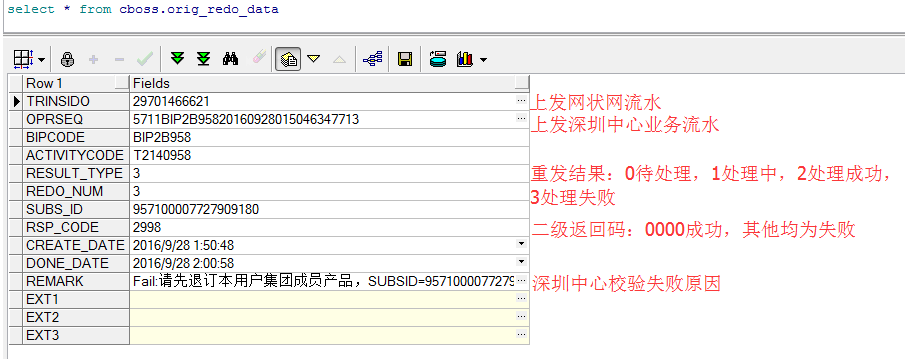 select * from cboss.orig_redo_data
Row 1 Fields
TRINSIDO 29701466621 上发网状网流水
OPRSEQ 5711BIP2B95820160928015046347713 上发深圳中心业务流水
BIPCODE BIP2B958
ACTIVITYCODE T2140958
RESULT_TYPE 3 重发结果：0待处理，1处理中，2处理成功，
REDO_NUM 3 3处理失败
SUBS_ID 957100007727909180
RSP_CODE 2998 二级返回码：0000成功，其他均为失败
CREATE_DATE 2016/9/28 1:50:48
DONE_DATE 2016/9/28 2:00:58
REMARK Fail:请先退订本用户集团成员产品，SUBSID=9571000077279 深圳中心校验失败原因
EXT1
EXT2
EXT3